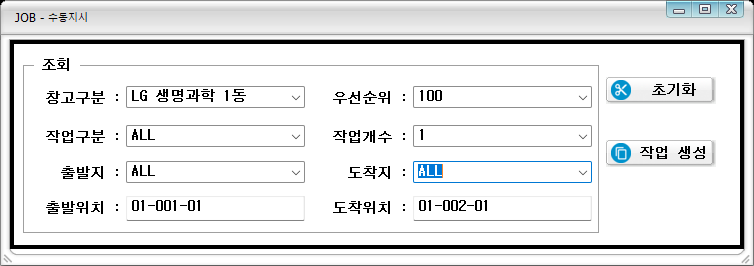 JOB - 수동지시
조회
창고구분 : LG 생명과학 1동 우선순위 : 100 초기화
작업구분 : ALL 작업개수 : 1
작업 생성
출발지 : ALL 도착지 : ALL
출발위치 : 01-001-01 도착위치 : 01-002-01